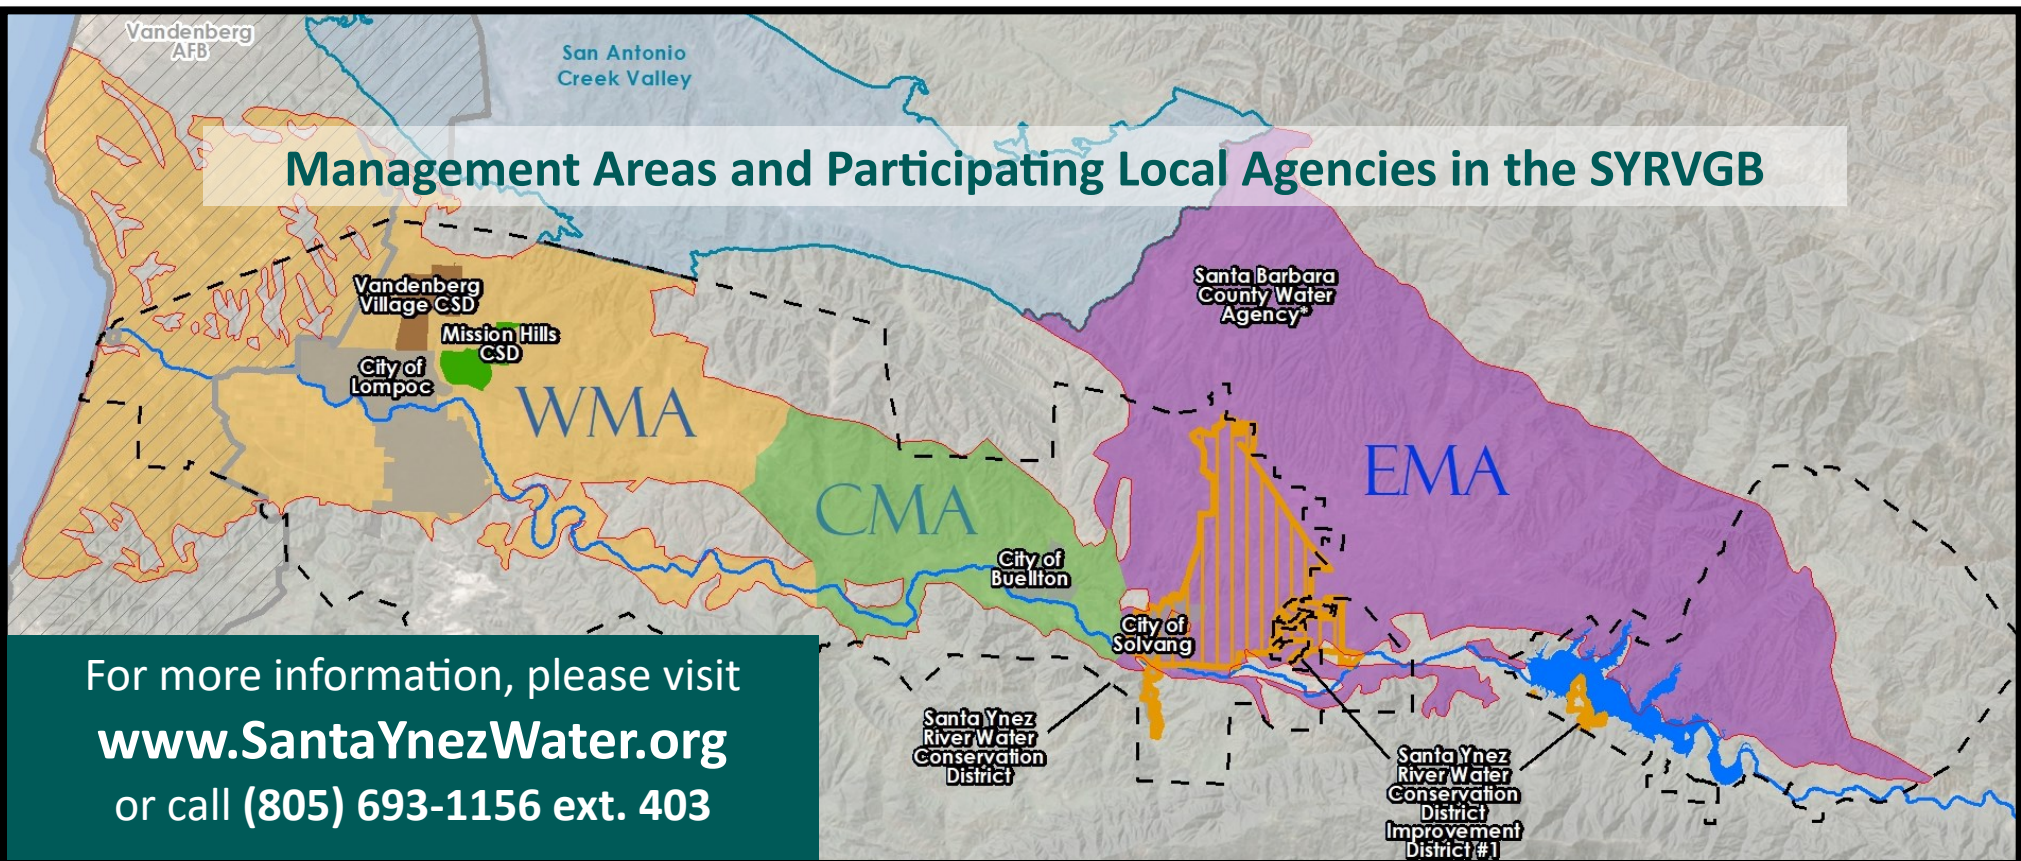 Vandenberg
AFB
San Antonio
Creek Valley
Management Areas and Participating Local Agencies in the SYRVGB
Santa Barbara
County Water
Agency*
Vandenberg
Village CSD
Mission Hills
CSD
City of
Lompoc
WMA
CMA
EMA
City of
Buellton
City of
Solvang
Santa Ynez
River Water
Conservation
District
Santa Ynez
River Water
Conservation
District
Improvement
District #1
For more information, please visit
www.SantaYnezWater.org
or call (805) 693-1156 ext. 403